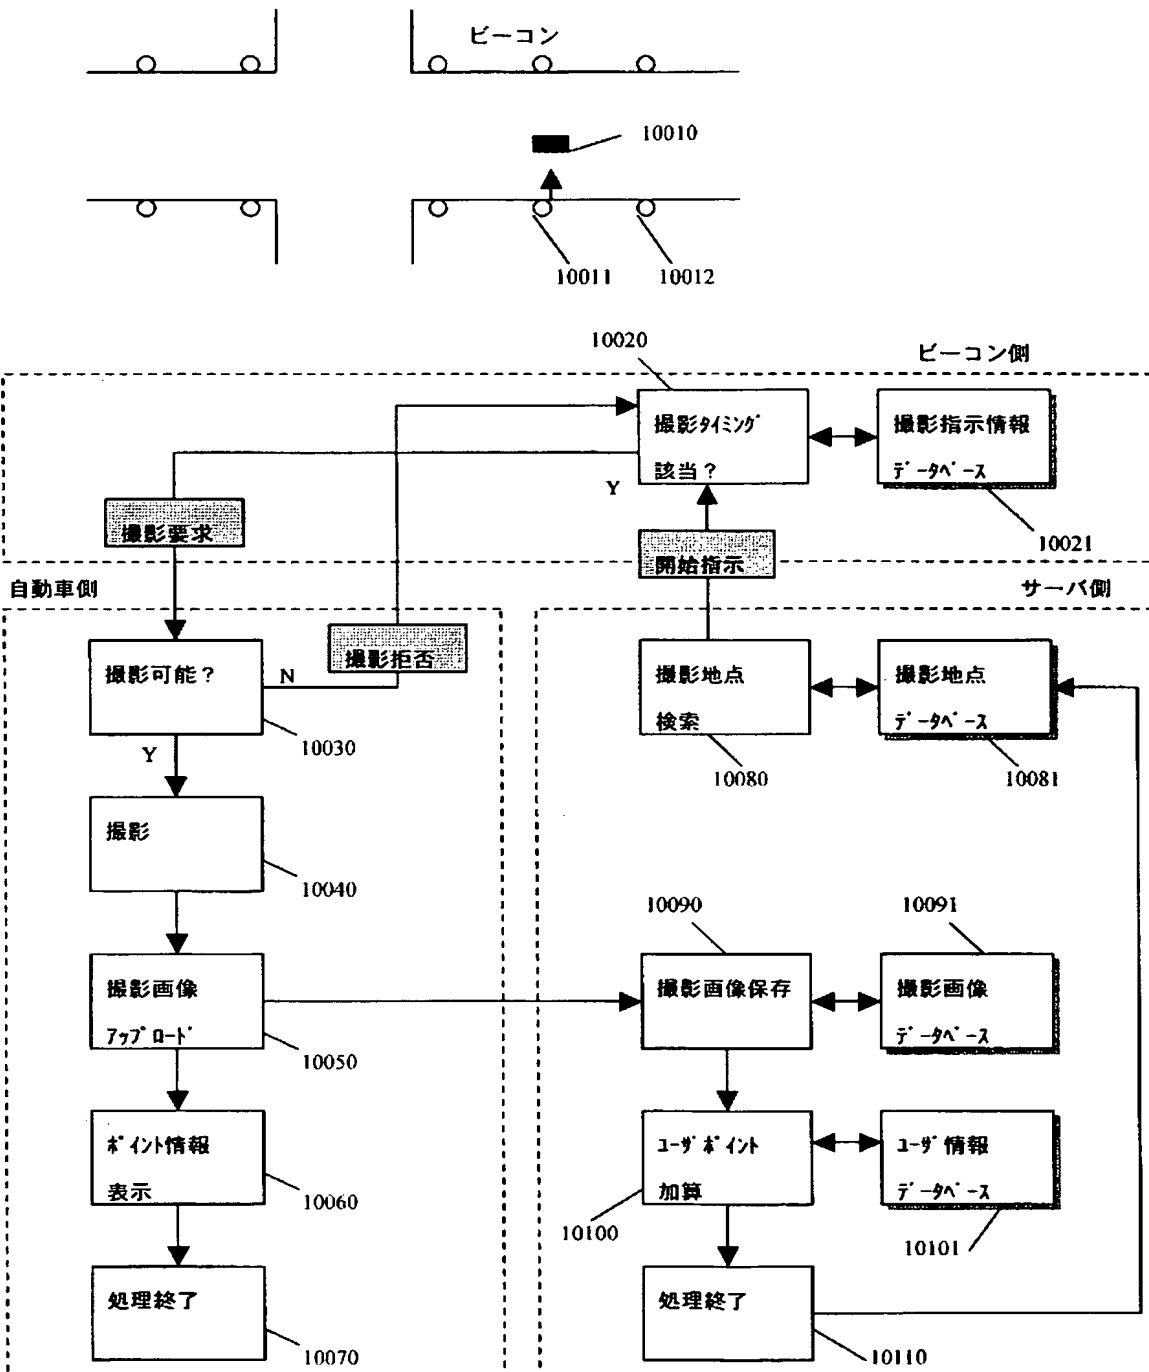 ビーコン
10010
10011
10012
10020
ビーコン側
撮影タイミング
該当?
Y
撮影指示情報
データベース
10021
撮影要求
開始指示
自動車側
サーバ側
撮影可能?
N
撮影拒否
10030
Y
撮影地点
検索
10080
撮影地点
データベース
10081
撮影
10040
10090
10091
撮影画像
アップロード
10050
撮影画像保存
撮影画像
データベース
ポイント情報
表示
10060
ユーザポイント
加算
10100
ユーザ情報
データベース
10101
処理終了
10070
処理終了
10110